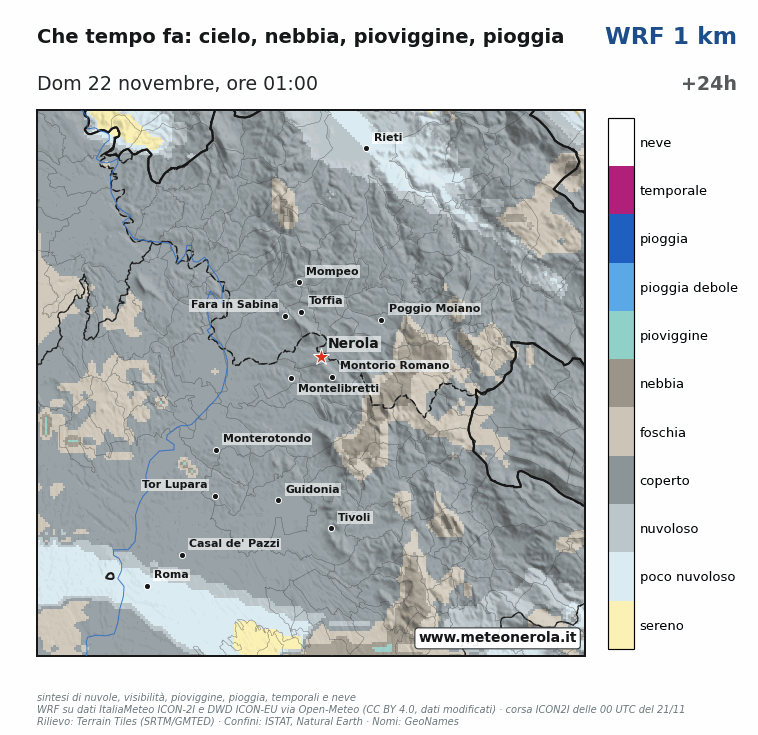 Che tempo fa: cielo, nebbia, pioviggine, pioggia
WRF 1 km
Dom 22 novembre, ore 01:00
+24h
Rieti
Mompeo
Toffia
Fara in Sabina
Poggio Moiano
Nerola
Montorio Romano
Montelibretti
Monterotondo
Tor Lupara
Guidonia
Tivoli
Casal de' Pazzi
Roma
www.meteonerola.it
neve
temporale
pioggia
pioggia debole
pioviggine
nebbia
foschia
coperto
nuvoloso
poco nuvoloso
sereno
sintesi di nuvole, visibilità, pioviggine, pioggia, temporali e neve
WRF su dati ItaliaMeteo ICON-2I e DWD ICON-EU via Open-Meteo (CC BY 4.0, dati modificati) · corsa ICON2I delle 00 UTC del 21/11
Rilievo: Terrain Tiles (SRTM/GMTED) · Confini: ISTAT, Natural Earth · Nomi: GeoNames